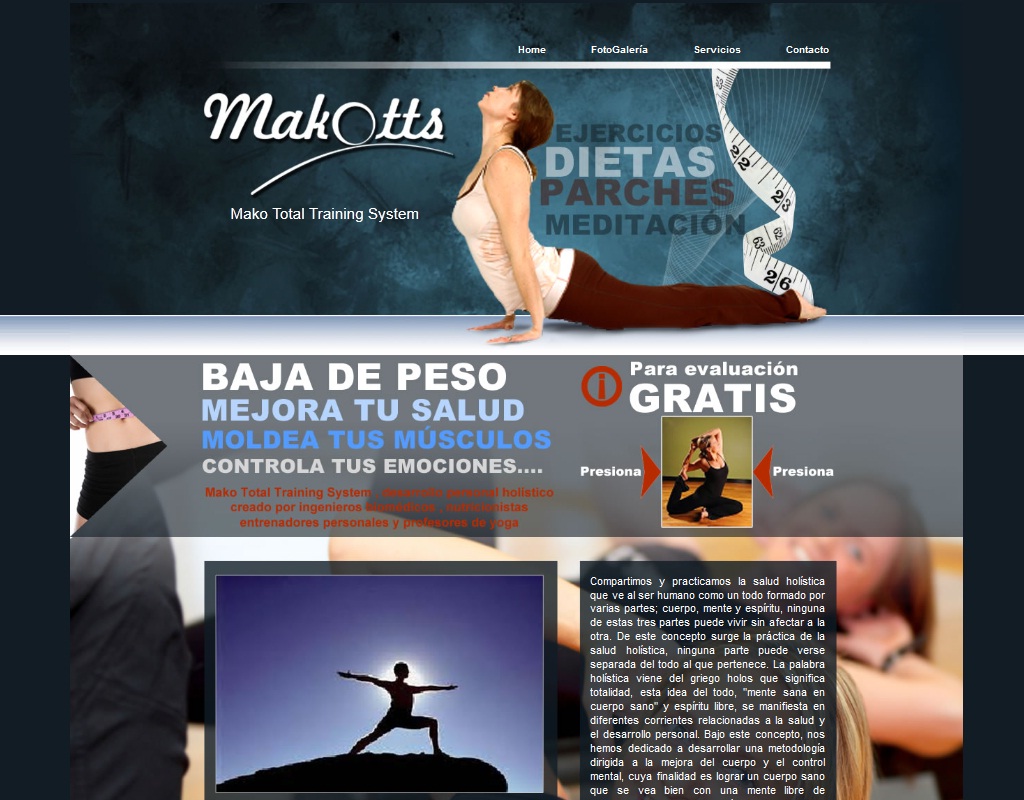 Home FotoGalería Servicios Contacto
Makotts
Mako Total Training System
EJERCICIOS
DIETAS
PARCHES
MEDITACIÓN
22
23
62
63
26
BAJA DE PESO
MEJORA TU SALUD
MOLDEA TUS MÚSCULOS
CONTROLA TUS EMOCIONES....
Mako Total Training System , desarrollo personal holístico
creado por ingenieros biomédicos , nutricionistas
entrenadores personales y profesores de yoga
i Para evaluación
GRATIS
Presiona Presiona
Compartimos y practicamos la salud holística
que ve al ser humano como un todo formado por
varias partes; cuerpo, mente y espíritu, ninguna
de estas tres partes puede vivir sin afectar a la
otra. De este concepto surge la práctica de la
salud holística, ninguna parte puede verse
separada del todo al que pertenece. La palabra
holística viene del griego holos que significa
totalidad, esta idea del todo, "mente sana en
cuerpo sano" y espíritu libre, se manifiesta en
diferentes corrientes relacionadas a la salud y
el desarrollo personal. Bajo este concepto, nos
hemos dedicado a desarrollar una metodología
dirigida a la mejora del cuerpo y el control
mental, cuya finalidad es lograr un cuerpo sano
que se vea bien con una mente libre de